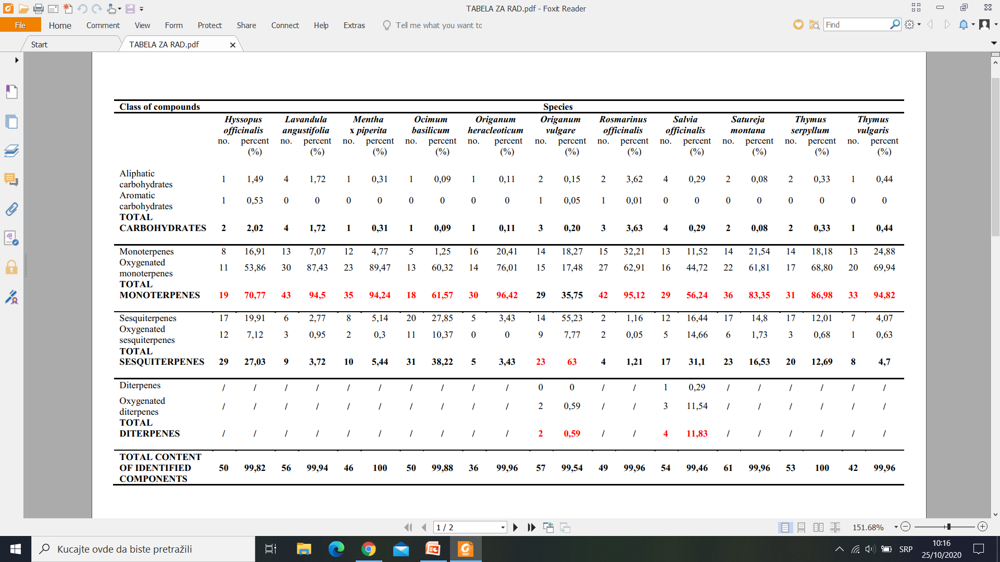 TABELA ZA RAD.pdf - Foxit Reader
File Home Comment View Form Protect Share Connect Help Extras Tell me what you want to Find
Start TABELA ZA RAD.pdf
Class of compounds Species
Hyssopus Lavandula Mentha Ocimum Origanum Origanum Rosmarinus Salvia Satureja Thymus Thymus
officinalis angustifolia x piperita basilicum heracleoticum vulgare officinalis officinalis montana serpyllum vulgaris
no. percent no. percent no. percent no. percent no. percent no. percent no. percent no. percent no. percent no. percent no. percent
(%) (%) (%) (%) (%) (%) (%) (%) (%) (%) (%)
Aliphatic
carbohydrates 1 1,49 4 1,72 1 0,31 1 0,09 1 0,11 2 0,15 2 3,62 4 0,29 2 0,08 2 0,33 1 0,44
Aromatic
carbohydrates 1 0,53 0 0 0 0 0 0 0 0 1 0,05 1 0,01 0 0 0 0 0 0 0 0
TOTAL
CARBOHYDRATES 2 2,02 4 1,72 1 0,31 1 0,09 1 0,11 3 0,20 3 3,63 4 0,29 2 0,08 2 0,33 1 0,44
Monoterpenes 8 16,91 13 7,07 12 4,77 5 1,25 16 20,41 14 18,27 15 32,21 13 11,52 14 21,54 14 18,18 13 24,88
Oxygenated
monoterpenes 11 53,86 30 87,43 23 89,47 13 60,32 14 76,01 15 17,48 27 62,91 16 44,72 22 61,81 17 68,80 20 69,94
TOTAL
MONOTERPENES 19 70,77 43 94,5 35 94,24 18 61,57 30 96,42 29 35,75 42 95,12 29 56,24 36 83,35 31 86,98 33 94,82
Sesquiterpenes 17 19,91 6 2,77 8 5,14 20 27,85 5 3,43 14 55,23 2 1,16 12 16,44 17 14,8 17 12,01 7 4,07
Oxygenated
sesquiterpenes 12 7,12 3 0,95 2 0,3 11 10,37 0 0 9 7,77 2 0,05 5 14,66 6 1,73 3 0,68 1 0,63
TOTAL
SESQUITERPENES 29 27,03 9 3,72 10 5,44 31 38,22 5 3,43 23 63 4 1,21 17 31,1 23 16,53 20 12,69 8 4,7
Diterpenes / / / / / / / / / / 0 0 / / 1 0,29 / / / / / /
Oxygenated
diterpenes / / / / / / / / / / 2 0,59 / / 3 11,54 / / / / / /
TOTAL
DITERPENES / / / / / / / / / / 2 0,59 / / 4 11,83 / / / / / /
TOTAL CONTENT
OF IDENTIFIED 50 99,82 56 99,94 46 100 50 99,88 36 99,96 57 99,54 49 99,96 54 99,46 61 99,96 53 100 42 99,96
COMPONENTS
1 / 2 151.68%
Kucajte ovde da biste pretražili SRP 10:16
25/10/2020